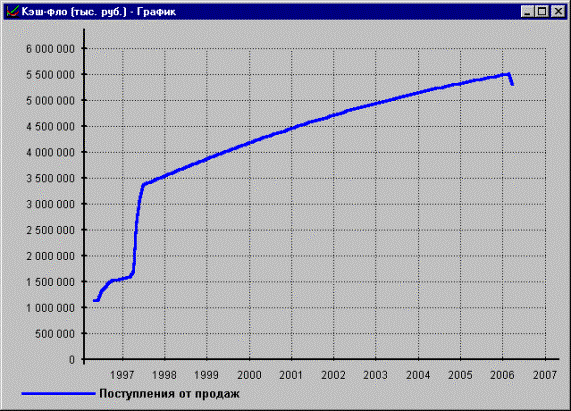 Кэш-фло (тыс. руб.) - График
6 000 000
5 500 000
5 000 000
4 500 000
4 000 000
3 500 000
3 000 000
2 500 000
2 000 000
1 500 000
1 000 000
500 000
0
1997 1998 1999 2000 2001 2002 2003 2004 2005 2006 2007
Поступления от продаж